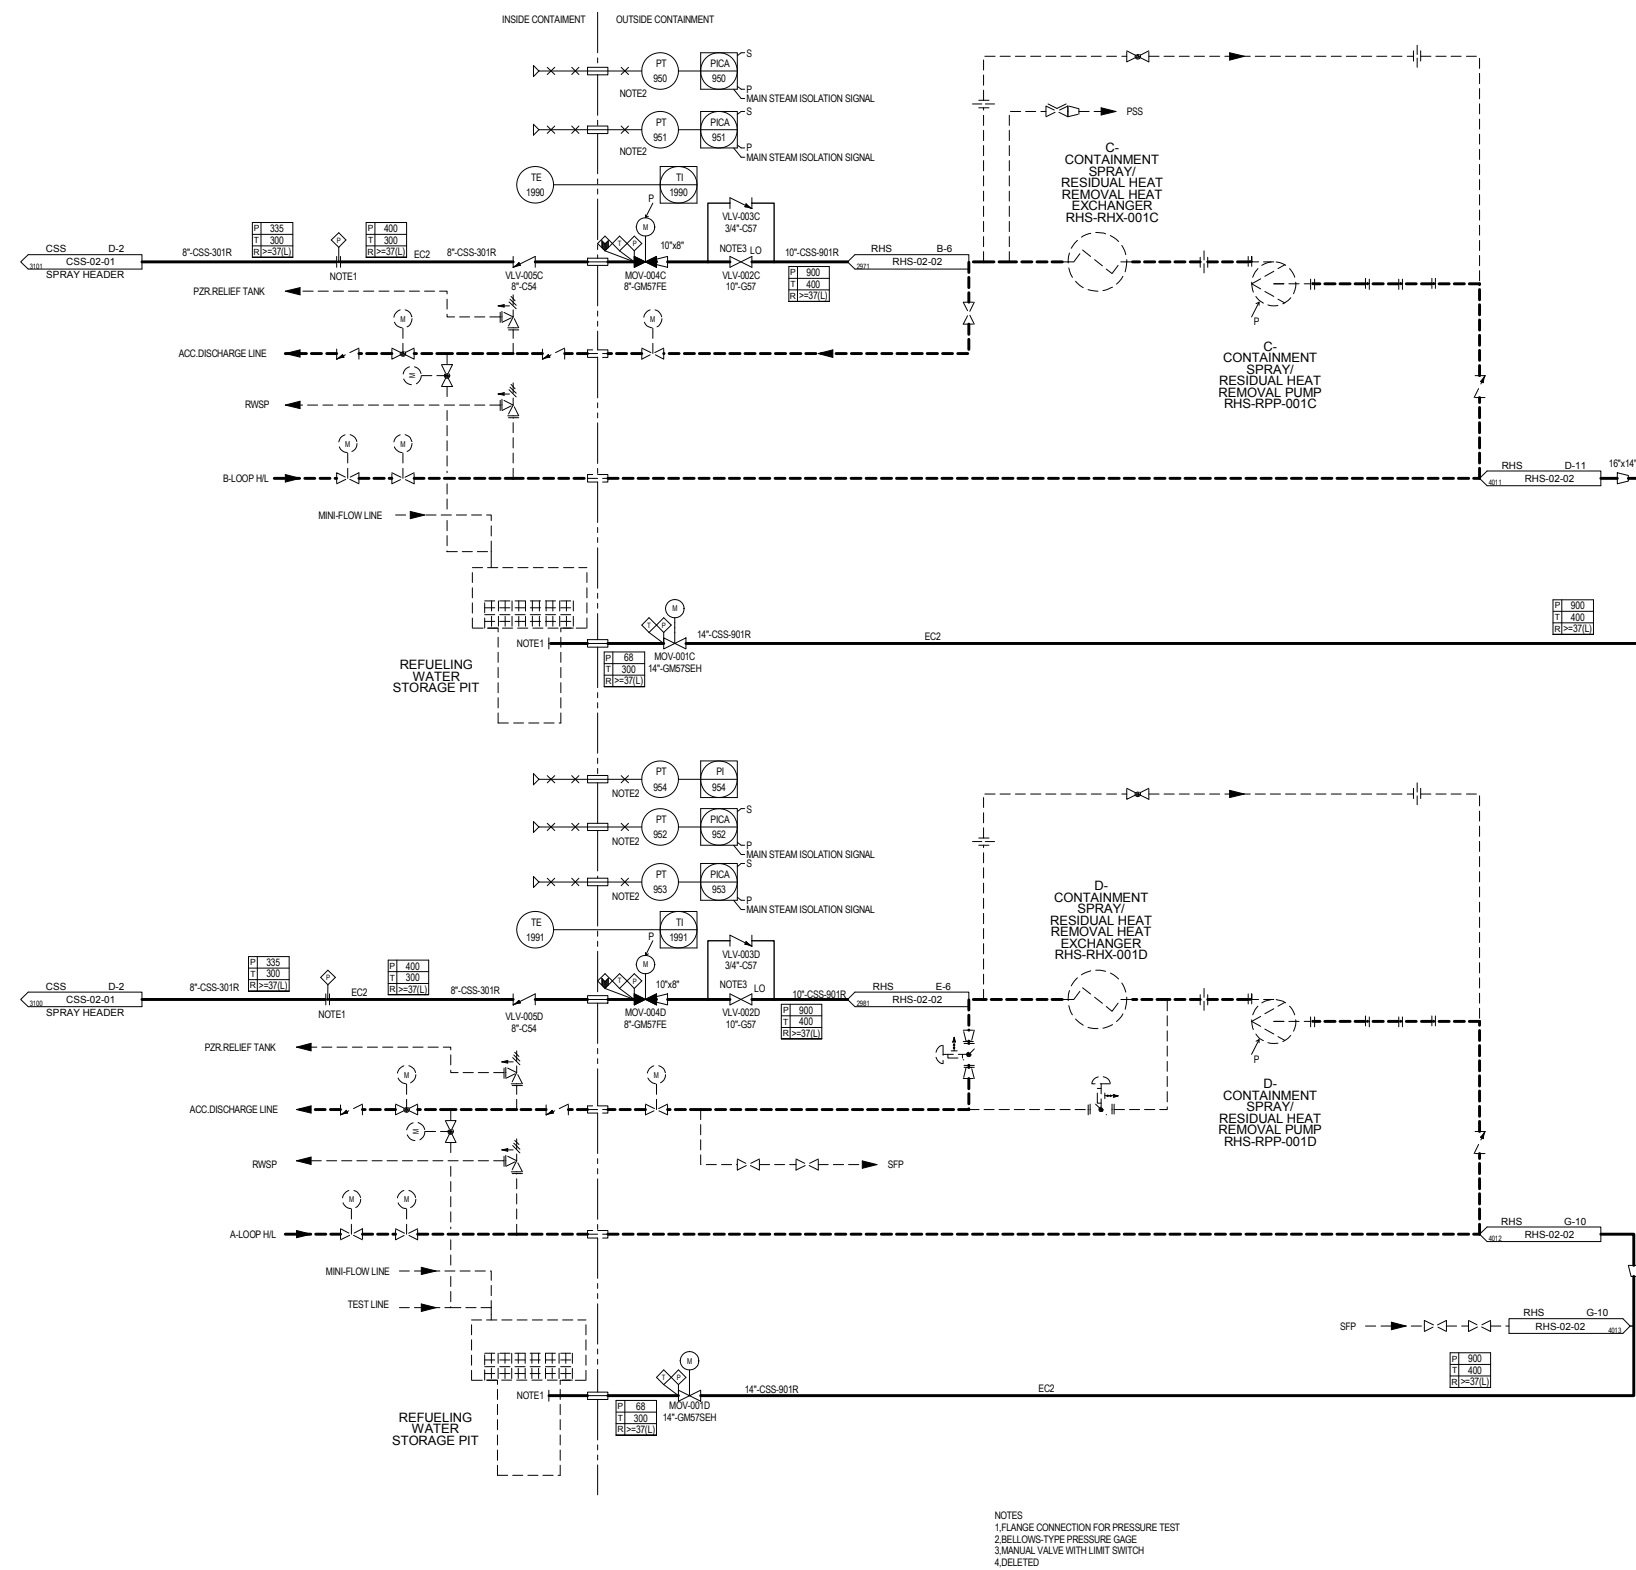 INSIDE CONTAIMENT
OUTSIDE CONTAINMENT
PT
950
PICA
950
S
P
MAIN STEAM ISOLATION SIGNAL
NOTE2
PSS
PT
951
PICA
951
S
P
MAIN STEAM ISOLATION SIGNAL
NOTE2
C-
CONTAINMENT
SPRAY/
RESIDUAL HEAT
REMOVAL HEAT
EXCHANGER
RHS-RHX-001C
TE
1990
TI
1990
P
M
VLV-003C
3/4"-C57
P 335
T 300
R >=37(L)
P 400
T 300
R >=37(L)
CSS D-2
CSS-02-01
3101
SPRAY HEADER
8"-CSS-301R
P
NOTE1
EC2
8"-CSS-301R
VLV-005C
8"-C54
T
P
10"x8"
MOV-004C
8"-GM57FE
NOTE3
LO
VLV-002C
10"-G57
10"-CSS-901R
P 900
T 400
R >=37(L)
RHS B-6
RHS-02-02
2971
P
C-
CONTAINMENT
SPRAY/
RESIDUAL HEAT
REMOVAL PUMP
RHS-RPP-001C
PZR.RELIEF TANK
M
M
ACC.DISCHARGE LINE
M
RWSP
M
M
B-LOOP H/L
RHS D-11
RHS-02-02
4011
16"x14"
MINI-FLOW LINE
M
T
P
NOTE1
14"-CSS-901R
EC2
P 900
T 400
R >=37(L)
MOV-001C
14"-GM57SEH
P 68
T 300
R >=37(L)
REFUELING
WATER
STORAGE PIT
PT
954
PI
954
NOTE2
PT
952
PICA
952
S
P
MAIN STEAM ISOLATION SIGNAL
NOTE2
PT
953
PICA
953
S
P
MAIN STEAM ISOLATION SIGNAL
NOTE2
D-
CONTAINMENT
SPRAY/
RESIDUAL HEAT
REMOVAL HEAT
EXCHANGER
RHS-RHX-001D
TE
1991
TI
1991
P
M
VLV-003D
3/4"-C57
P 335
T 300
R >=37(L)
P 400
T 300
R >=37(L)
CSS D-2
CSS-02-01
3100
SPRAY HEADER
8"-CSS-301R
P
NOTE1
EC2
8"-CSS-301R
VLV-005D
8"-C54
T
P
10"x8"
MOV-004D
8"-GM57FE
NOTE3
LO
VLV-002D
10"-G57
10"-CSS-901R
P 900
T 400
R >=37(L)
RHS E-6
RHS-02-02
2981
P
D-
CONTAINMENT
SPRAY/
RESIDUAL HEAT
REMOVAL PUMP
RHS-RPP-001D
PZR.RELIEF TANK
M
M
ACC.DISCHARGE LINE
M
RWSP
SFP
M
M
A-LOOP H/L
RHS G-10
RHS-02-02
4012
MINI-FLOW LINE
TEST LINE
SFP
RHS G-10
RHS-02-02
4013
M
T
P
NOTE1
14"-CSS-901R
EC2
P 900
T 400
R >=37(L)
MOV-001D
14"-GM57SEH
P 68
T 300
R >=37(L)
REFUELING
WATER
STORAGE PIT
NOTES
1,FLANGE CONNECTION FOR PRESSURE TEST
2,BELLOWS-TYPE PRESSURE GAGE
3,MANUAL VALVE WITH LIMIT SWITCH
4,DELETED